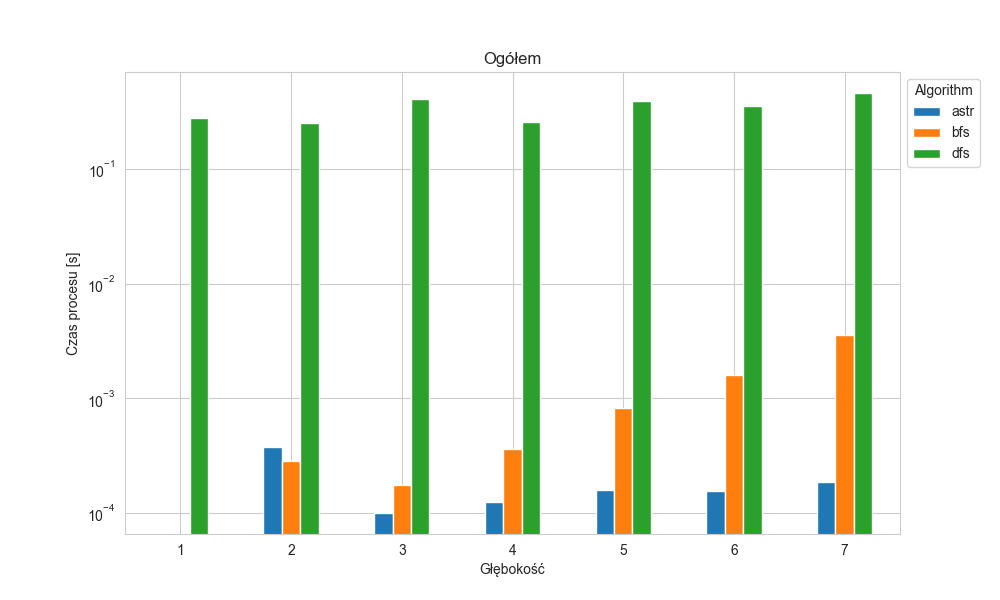 Ogółem
Algorithm
astr
bfs
dfs
Czas procesu [s]
10⁻¹
10⁻²
10⁻³
10⁻⁴
1 2 3 4 5 6 7
Głębokość